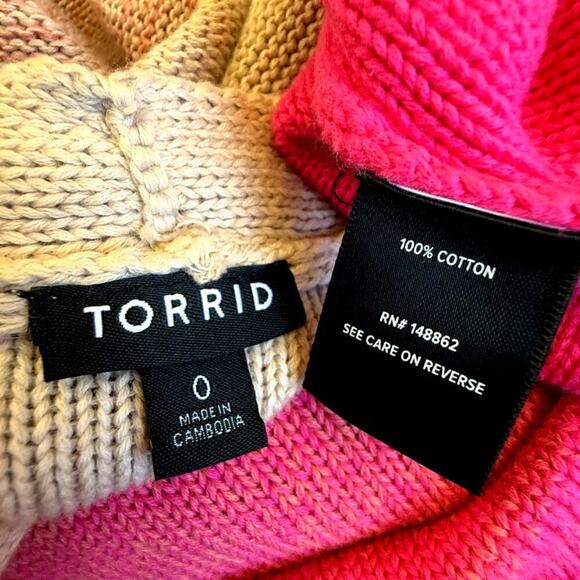 TORRID
0
MADE IN
CAMBODIA
100% COTTON
RN# 148862
SEE CARE ON REVERSE